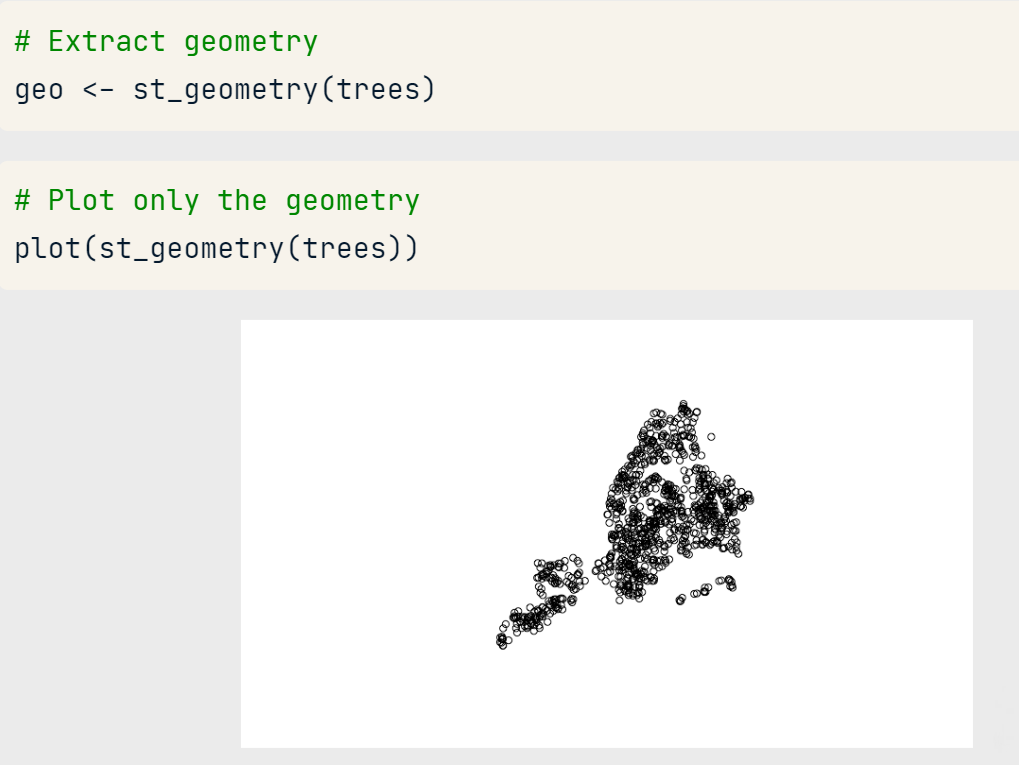 # Extract geometry
geo <- st_geometry(trees)
# Plot only the geometry
plot(st_geometry(trees))